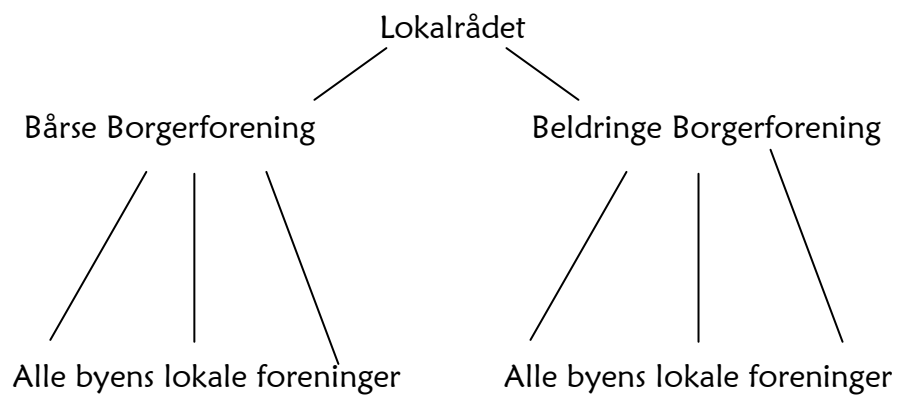 Lokalrådet
Bårse Borgerforening
Beldringe Borgerforening
Alle byens lokale foreninger
Alle byens lokale foreninger